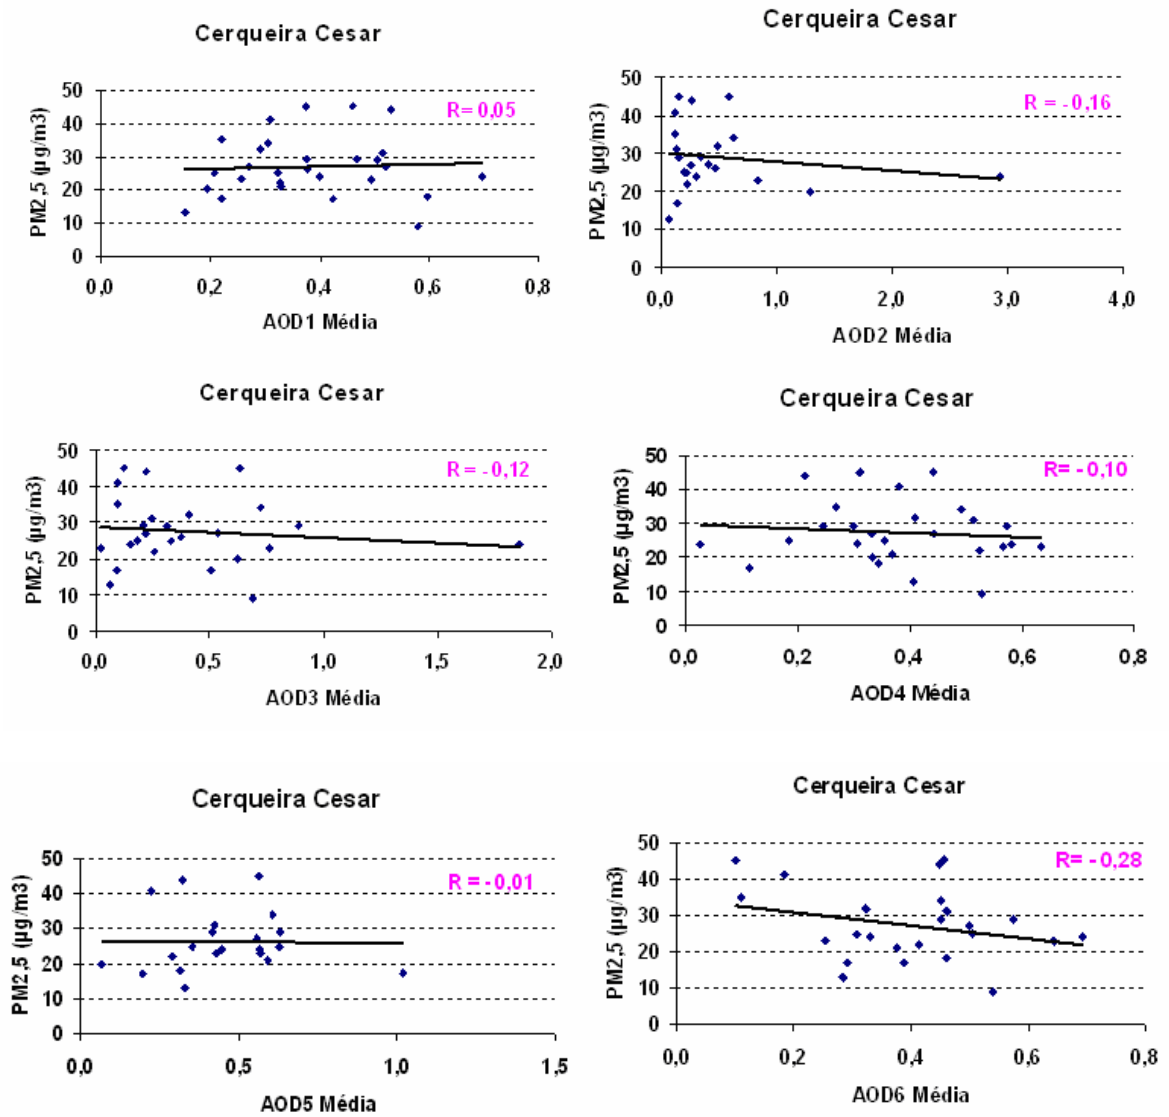 Cerqueira Cesar
R= 0,05
PM2,5 (µg/m3)
50
40
30
20
10
0
0,0 0,2 0,4 0,6 0,8
AOD1 Média
Cerqueira Cesar
R = -0,16
PM2,5 (µg/m3)
50
40
30
20
10
0
0,0 1,0 2,0 3,0 4,0
AOD2 Média
Cerqueira Cesar
R = -0,12
PM2,5 (µg/m3)
50
40
30
20
10
0
0,0 0,5 1,0 1,5 2,0
AOD3 Média
Cerqueira Cesar
R= -0,10
PM2,5 (µg/m3)
50
40
30
20
10
0
0,0 0,2 0,4 0,6 0,8
AOD4 Média
Cerqueira Cesar
R = -0,01
PM2,5 (µg/m3)
50
40
30
20
10
0
0,0 0,5 1,0 1,5
AOD5 Média
Cerqueira Cesar
R= -0,28
PM2,5 (µg/m3)
50
40
30
20
10
0
0,0 0,2 0,4 0,6 0,8
AOD6 Média